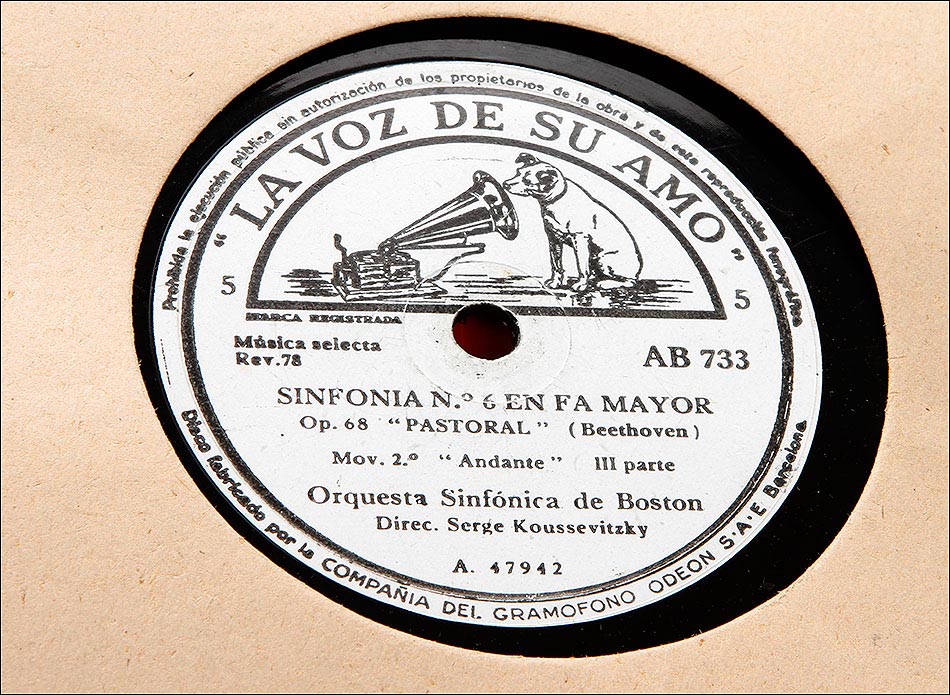 Prohibida la ejecución pública sin autorización de los propietarios de la obra y de esta reproducción fonográfica
"LA VOZ DE SU AMO"
5 5
MARCA REGISTRADA
Música selecta
Rev. 78
AB 733
SINFONIA N.º 6 EN FA MAYOR
Op. 68 "PASTORAL" (Beethoven)
Mov. 2.º "Andante" III parte
Orquesta Sinfónica de Boston
Direc. Serge Koussevitzky
A. 47942
Disco fabricado por la COMPAÑIA DEL GRAMOFONO ODEON S·A·E Barcelona